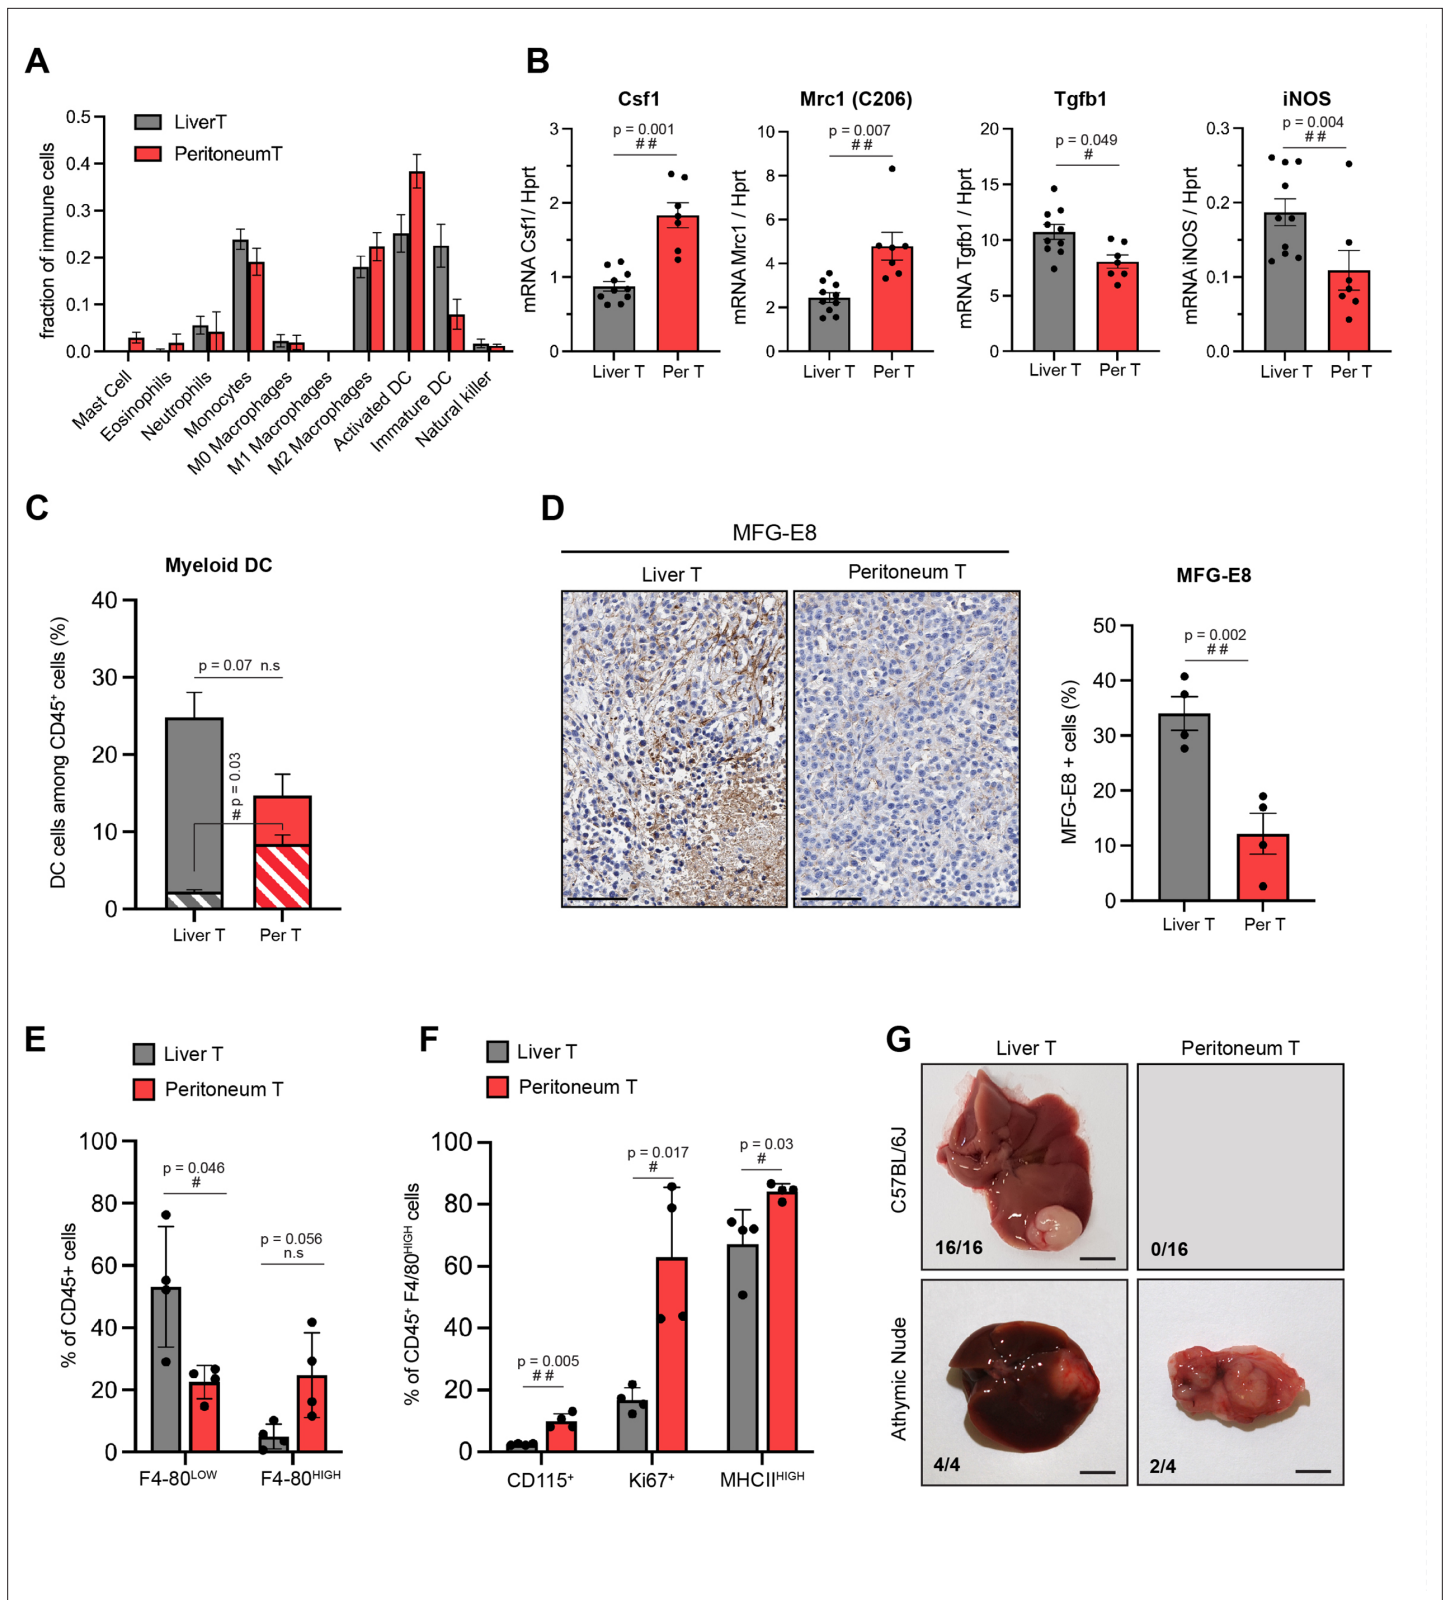 A
0.5
0.4
0.3
0.2
0.1
0.0
fraction of immune cells
LiverT
PeritoneumT
Mast Cell
Eosinophils
Neutrophils
Monocytes
M0 Macrophages
M1 Macrophages
M2 Macrophages
Activated DC
Immature DC
Natural killer
B
Csf1
p = 0.001
##
3
2
1
0
mRNA Csf1/ Hprt
Liver T
Per T
Mrc1 (C206)
p = 0.007
##
10
8
6
4
2
0
mRNA Mrc1 / Hprt
Liver T
Per T
Tgfb1
p = 0.049
#
20
15
10
5
0
mRNA Tgfb1 / Hprt
Liver T
Per T
iNOS
p = 0.004
##
0.3
0.2
0.1
0.0
mRNA iNOS / Hprt
Liver T
Per T
C
Myeloid DC
40
30
20
10
0
DC cells among CD45⁺ cells (%)
p = 0.07 n.s
# p = 0.03
Liver T
Per T
D
MFG-E8
Liver T
Peritoneum T
MFG-E8
p = 0.002
##
50
40
30
20
10
0
MFG-E8 + cells (%)
Liver T
Per T
E
Liver T
Peritoneum T
100
80
60
40
20
0
% of CD45+ cells
p = 0.046
#
p = 0.056
n.s
F4-80ᴸᴼᵂ
F4-80ᴴᴵᴳᴴ
F
Liver T
Peritoneum T
100
80
60
40
20
0
% of CD45⁺ F4/80ᴴᴵᴳᴴ cells
p = 0.005
##
p = 0.017
#
p = 0.03
#
CD115⁺
Ki67⁺
MHCIIᴴᴵᴳᴴ
G
Liver T
Peritoneum T
C57BL/6J
16/16
0/16
Athymic Nude
4/4
2/4